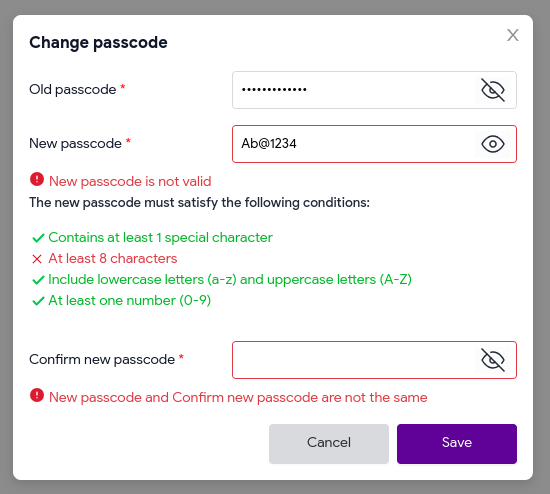 Change passcode
Old passcode *
•••••••••••••
New passcode *
Ab@1234
New passcode is not valid
The new passcode must satisfy the following conditions:
Contains at least 1 special character
At least 8 characters
Include lowercase letters (a-z) and uppercase letters (A-Z)
At least one number (0-9)
Confirm new passcode *
New passcode and Confirm new passcode are not the same
Cancel
Save